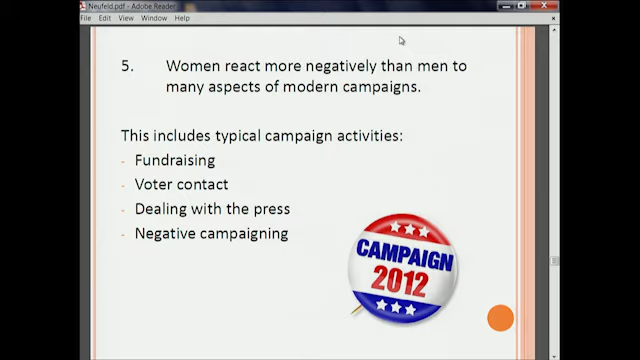 Neufeld.pdf - Adobe Reader
File Edit View Window Help
5. Women react more negatively than men to
many aspects of modern campaigns.
This includes typical campaign activities:
- Fundraising
- Voter contact
- Dealing with the press
- Negative campaigning
CAMPAIGN
2012